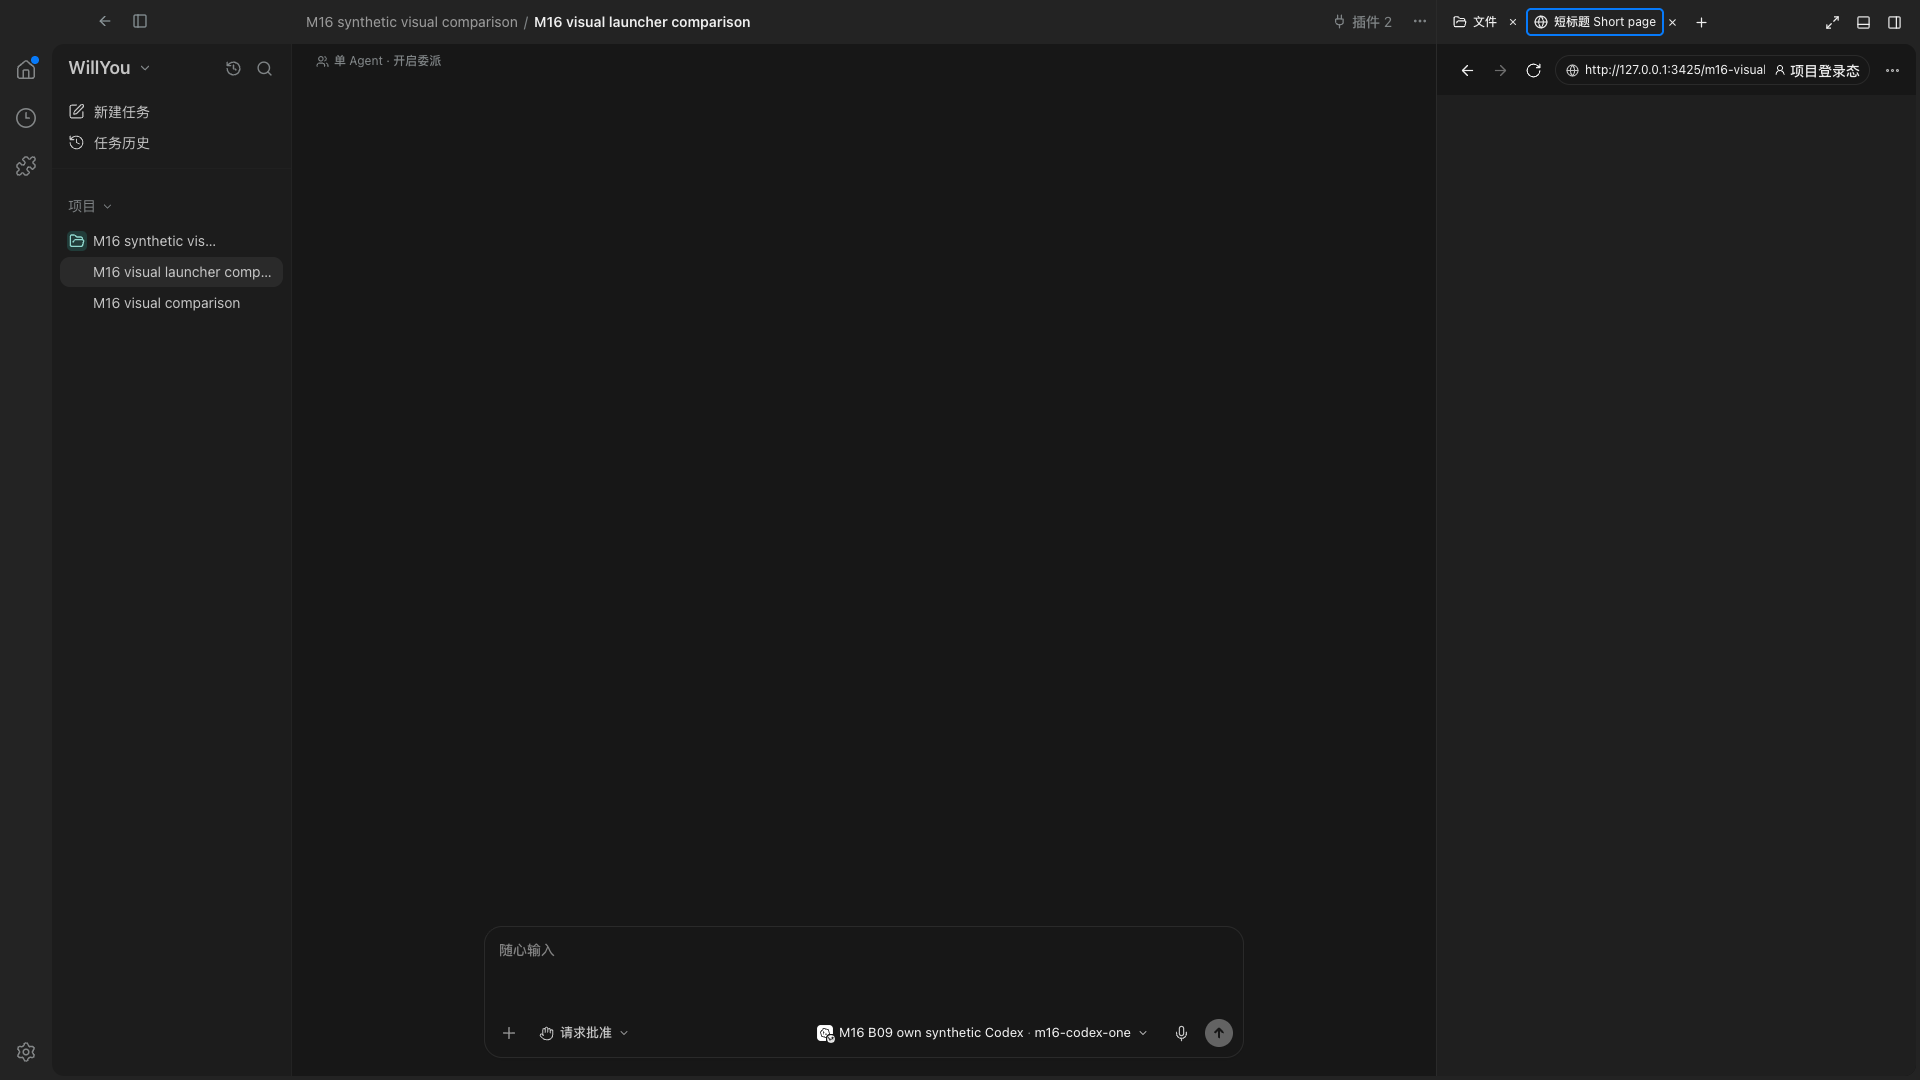 M16 synthetic visual comparison / M16 visual launcher comparison
插件 2
文件
短标题 Short page
WillYou
单 Agent · 开启委派
http://127.0.0.1:3425/m16-visual
项目登录态
新建任务
任务历史
项目
M16 synthetic vis...
M16 visual launcher comp...
M16 visual comparison
随心输入
请求批准
M16 B09 own synthetic Codex · m16-codex-one